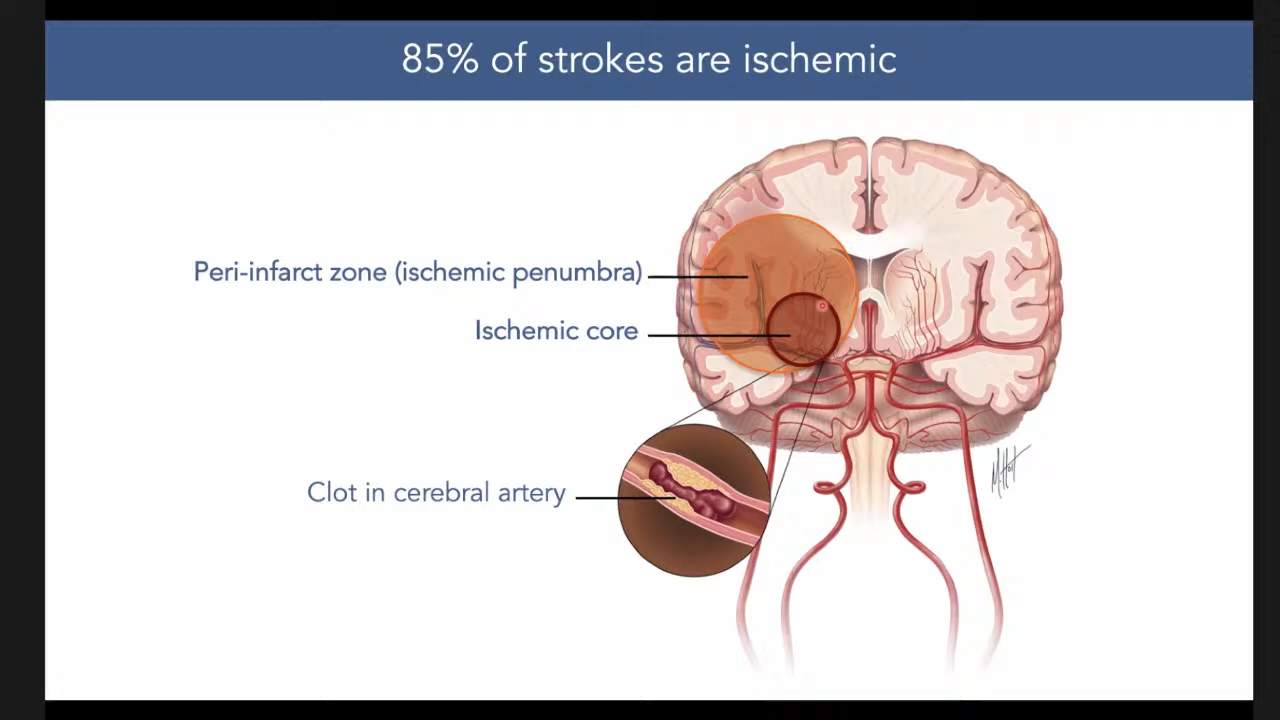 85% of strokes are ischemic
Peri-infarct zone (ischemic penumbra)
Ischemic core
Clot in cerebral artery